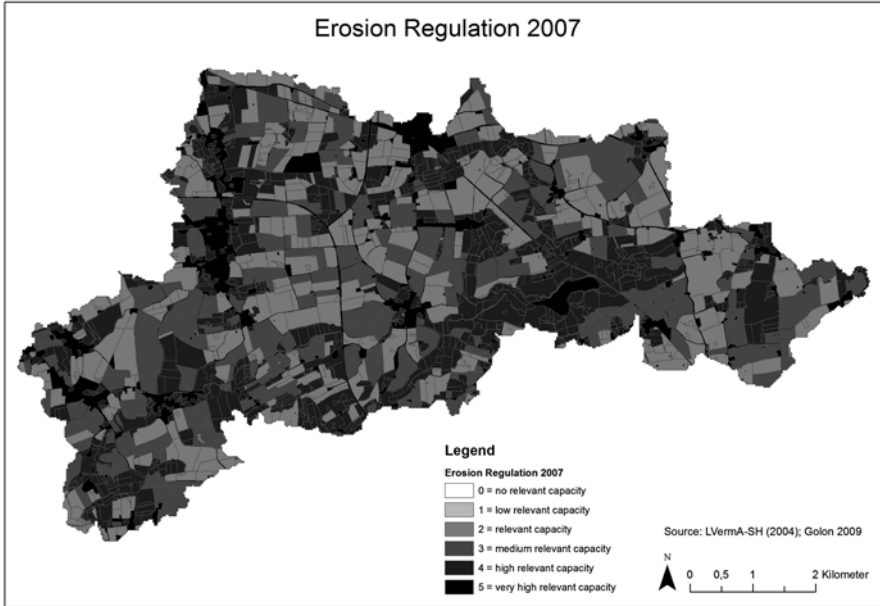 Erosion Regulation 2007
Legend
Erosion Regulation 2007
0 = no relevant capacity
1 = low relevant capacity
2 = relevant capacity
3 = medium relevant capacity
4 = high relevant capacity
5 = very high relevant capacity
Source: LVermA-SH (2004); Golon 2009
N
0 0,5 1 2 Kilometer